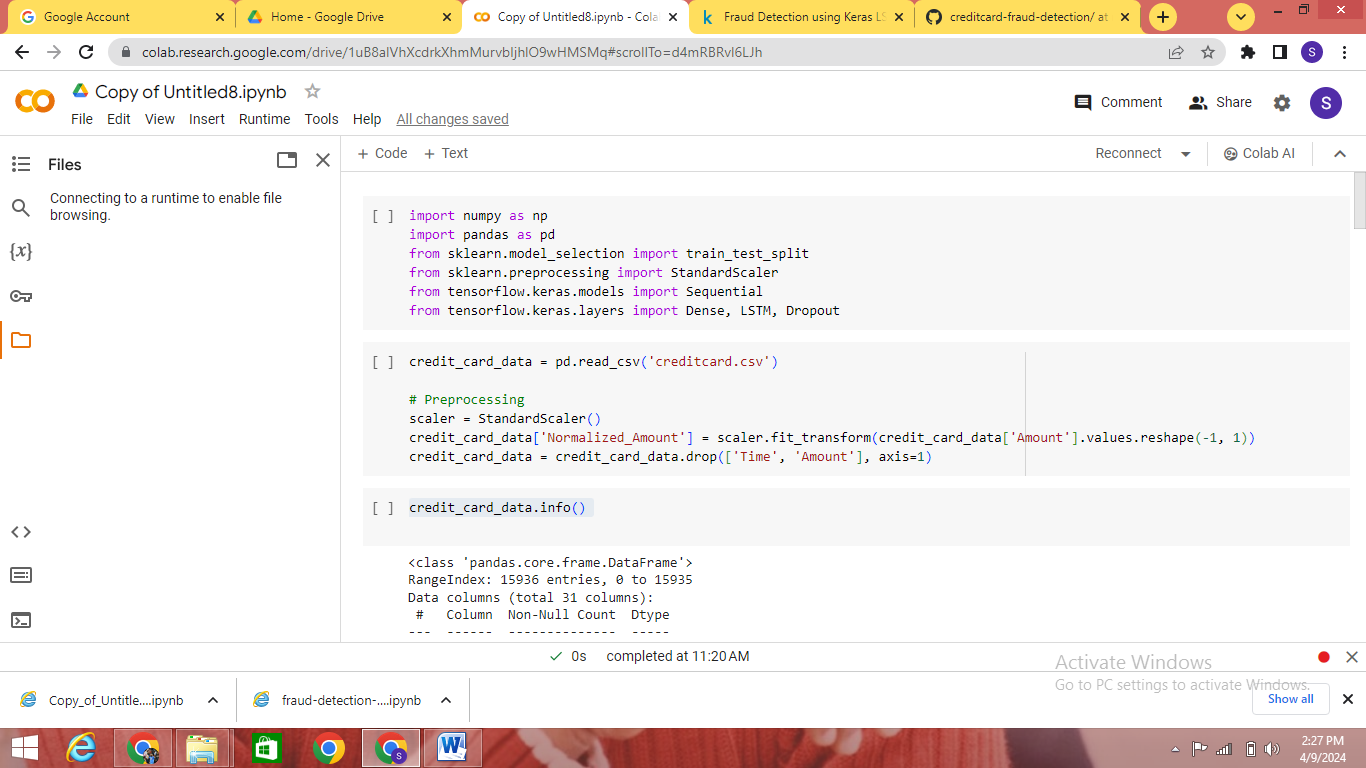 Google Account
Home - Google Drive
Copy of Untitled8.ipynb - Cola
Fraud Detection using Keras LS
creditcard-fraud-detection/ at
colab.research.google.com/drive/1uB8alVhXcdrkXhmMurvbIjhlO9wHMSMq#scrollTo=d4mRBRvl6LJh
S
Copy of Untitled8.ipynb
Comment
Share
S
File Edit View Insert Runtime Tools Help All changes saved
Files
+ Code + Text
Reconnect
Colab AI
Connecting to a runtime to enable file
browsing.
{x}
[ ] import numpy as np
import pandas as pd
from sklearn.model_selection import train_test_split
from sklearn.preprocessing import StandardScaler
from tensorflow.keras.models import Sequential
from tensorflow.keras.layers import Dense, LSTM, Dropout
[ ] credit_card_data = pd.read_csv('creditcard.csv')
# Preprocessing
scaler = StandardScaler()
credit_card_data['Normalized_Amount'] = scaler.fit_transform(credit_card_data['Amount'].values.reshape(-1, 1))
credit_card_data = credit_card_data.drop(['Time', 'Amount'], axis=1)
[ ] credit_card_data.info()
<class 'pandas.core.frame.DataFrame'>
RangeIndex: 15936 entries, 0 to 15935
Data columns (total 31 columns):
# Column Non-Null Count Dtype
--- ------ -------------- -----
0s completed at 11:20 AM
Activate Windows
Go to PC settings to activate Windows.
Copy_of_Untitle....ipynb
fraud-detection-....ipynb
Show all
2:27 PM
4/9/2024